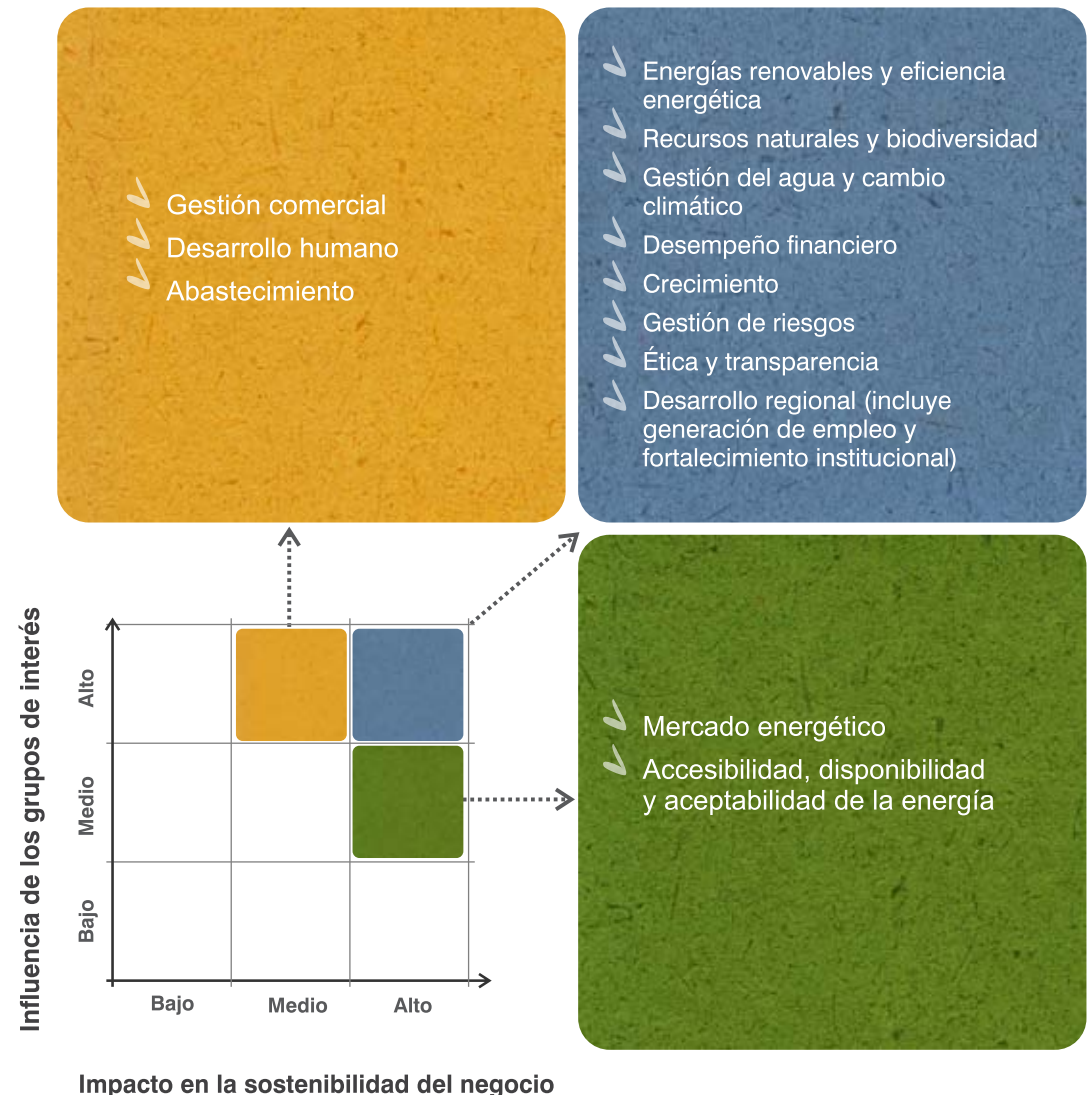 Gestión comercial
Desarrollo humano
Abastecimiento
Energías renovables y eficiencia
energética
Recursos naturales y biodiversidad
Gestión del agua y cambio
climático
Desempeño financiero
Crecimiento
Gestión de riesgos
Ética y transparencia
Desarrollo regional (incluye
generación de empleo y
fortalecimiento institucional)
Mercado energético
Accesibilidad, disponibilidad
y aceptabilidad de la energía
Influencia de los grupos de interés
Alto
Medio
Bajo
Bajo
Medio
Alto
Impacto en la sostenibilidad del negocio